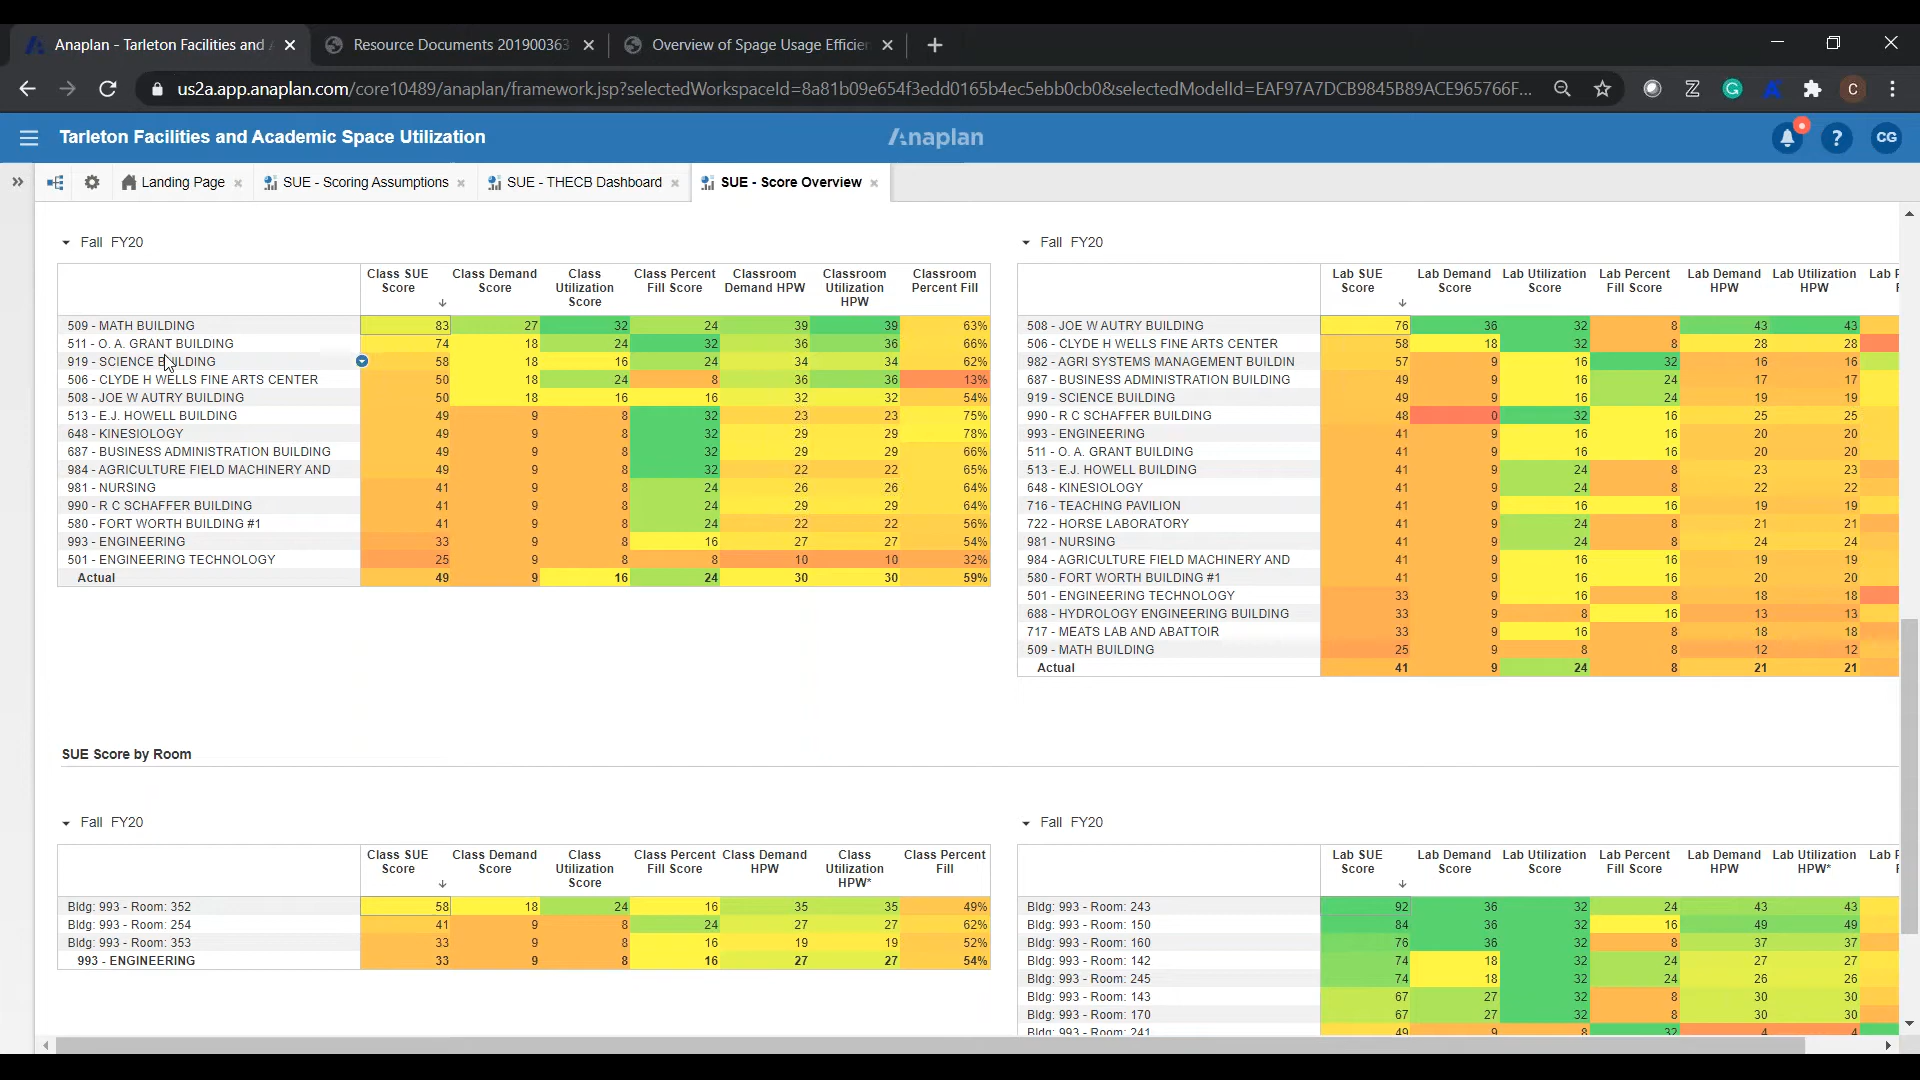 Anaplan - Tarleton Facilities and
Resource Documents 20190036
Overview of Spage Usage Efficien
us2a.app.anaplan.com/core10489/anaplan/framework.jsp?selectedWorkspaceId=8a81b09e654f3edd0165b4ec5ebb0cb0&selectedModelId=EAF97A7DCB9845B89ACE965766F...
Tarleton Facilities and Academic Space Utilization
Anaplan
CG
Landing Page
SUE - Scoring Assumptions
SUE - THECB Dashboard
SUE - Score Overview
Fall FY20
Class SUE Score Class Demand Score Class Utilization Score Class Percent Fill Score Classroom Demand HPW Classroom Utilization HPW Classroom Percent Fill
509 - MATH BUILDING 83 27 32 24 39 39 63%
511 - O. A. GRANT BUILDING 74 18 24 32 36 36 66%
919 - SCIENCE BUILDING 58 18 16 24 34 34 62%
506 - CLYDE H WELLS FINE ARTS CENTER 50 18 24 8 36 36 13%
508 - JOE W AUTRY BUILDING 50 18 16 16 32 32 54%
513 - E.J. HOWELL BUILDING 49 9 8 32 23 23 75%
648 - KINESIOLOGY 49 9 8 32 29 29 78%
687 - BUSINESS ADMINISTRATION BUILDING 49 9 8 32 29 29 66%
984 - AGRICULTURE FIELD MACHINERY AND 49 9 8 32 22 22 65%
981 - NURSING 41 9 8 24 26 26 64%
990 - R C SCHAFFER BUILDING 41 9 8 24 29 29 64%
580 - FORT WORTH BUILDING #1 41 9 8 24 22 22 56%
993 - ENGINEERING 33 9 8 16 27 27 54%
501 - ENGINEERING TECHNOLOGY 25 9 8 8 10 10 32%
Actual 49 9 16 24 30 30 59%
Fall FY20
Lab SUE Score Lab Demand Score Lab Utilization Score Lab Percent Fill Score Lab Demand HPW Lab Utilization HPW Lab
508 - JOE W AUTRY BUILDING 76 36 32 8 43 43
506 - CLYDE H WELLS FINE ARTS CENTER 58 18 32 8 28 28
982 - AGRI SYSTEMS MANAGEMENT BUILDIN 57 9 16 32 16 16
687 - BUSINESS ADMINISTRATION BUILDING 49 9 16 24 17 17
919 - SCIENCE BUILDING 49 9 16 24 19 19
990 - R C SCHAFFER BUILDING 48 0 32 16 25 25
993 - ENGINEERING 41 9 16 16 20 20
511 - O. A. GRANT BUILDING 41 9 16 16 20 20
513 - E.J. HOWELL BUILDING 41 9 24 8 23 23
648 - KINESIOLOGY 41 9 24 8 22 22
716 - TEACHING PAVILION 41 9 16 16 19 19
722 - HORSE LABORATORY 41 9 24 8 21 21
981 - NURSING 41 9 24 8 24 24
984 - AGRICULTURE FIELD MACHINERY AND 41 9 16 16 19 19
580 - FORT WORTH BUILDING #1 41 9 16 16 20 20
501 - ENGINEERING TECHNOLOGY 33 9 16 8 18 18
688 - HYDROLOGY ENGINEERING BUILDING 33 9 8 16 13 13
717 - MEATS LAB AND ABATTOIR 33 9 16 8 18 18
509 - MATH BUILDING 25 9 8 8 12 12
Actual 41 9 24 8 21 21
SUE Score by Room
Fall FY20
Class SUE Score Class Demand Score Class Utilization Score Class Percent Fill Score Class Demand HPW Class Utilization HPW* Class Percent Fill
Bldg: 993 - Room: 352 58 18 24 16 35 35 49%
Bldg: 993 - Room: 254 41 9 8 24 27 27 62%
Bldg: 993 - Room: 353 33 9 8 16 19 19 52%
993 - ENGINEERING 33 9 8 16 27 27 54%
Fall FY20
Lab SUE Score Lab Demand Score Lab Utilization Score Lab Percent Fill Score Lab Demand HPW Lab Utilization HPW* Lab
Bldg: 993 - Room: 243 92 36 32 24 43 43
Bldg: 993 - Room: 150 84 36 32 16 49 49
Bldg: 993 - Room: 160 76 36 32 8 37 37
Bldg: 993 - Room: 142 74 18 32 24 27 27
Bldg: 993 - Room: 245 74 18 32 24 26 26
Bldg: 993 - Room: 143 67 27 32 8 30 30
Bldg: 993 - Room: 170 67 27 32 8 30 30
Bldg: 993 - Room: 241 49 9 8 32 4 4